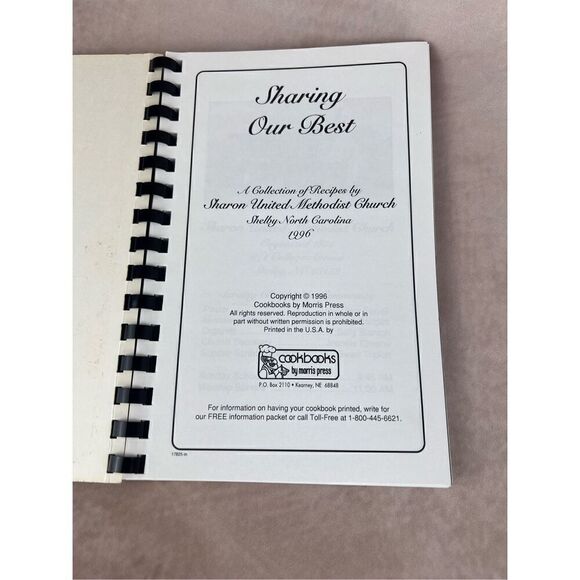 Sharing
Our Best
A Collection of Recipes by
Sharon United Methodist Church
Shelby North Carolina
1996
Copyright © 1996
Cookbooks by Morris Press
All rights reserved. Reproduction in whole or in
part without written permission is prohibited.
Printed in the U.S.A. by
cookbooks
by morris press
P.O. Box 2110 • Kearney, NE 68848
For information on having your cookbook printed, write for
our FREE information packet or call Toll-Free at 1-800-445-6621.
17825-m